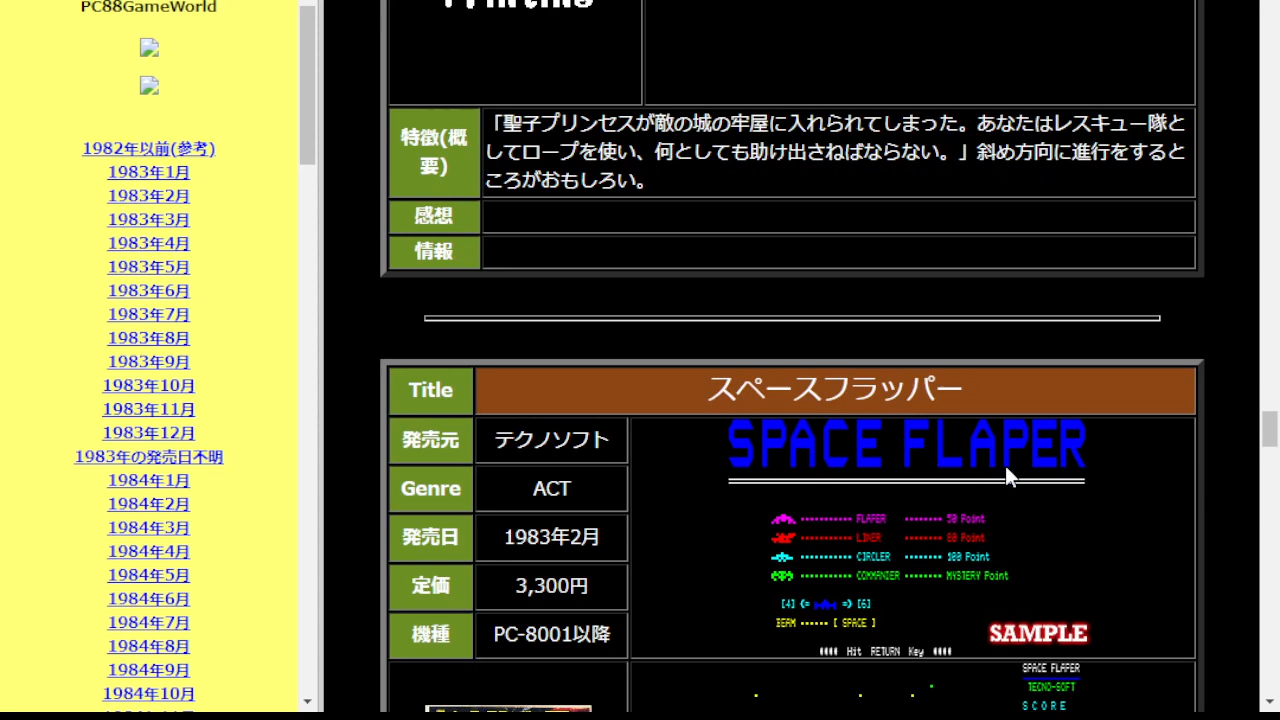 PC88GameWorld
1982年以前(参考)
1983年1月
1983年2月
1983年3月
1983年4月
1983年5月
1983年6月
1983年7月
1983年8月
1983年9月
1983年10月
1983年11月
1983年12月
1983年の発売日不明
1984年1月
1984年2月
1984年3月
1984年4月
1984年5月
1984年6月
1984年7月
1984年8月
1984年9月
1984年10月
特徴(概
要)
「聖子プリンセスが敵の城の牢屋に入れられてしまった。あなたはレスキュー隊と
してロープを使い、何としても助け出さねばならない。」斜め方向に進行をすると
ころがおもしろい。
感想
情報
Title
スペースフラッパー
発売元
テクノソフト
Genre
ACT
発売日
1983年2月
定価
3,300円
機種
PC-8001以降
SPACE FLAPER
FLAPER 50 Point
LINER 80 Point
CIRCLER 100 Point
COMMANIER MYSTERY Point
[4] <= => [6]
BEAM ------ [ SPACE ]
Hit RETURN Key
SAMPLE
SPACE FLAPER
TECNO-SOFT
SCORE